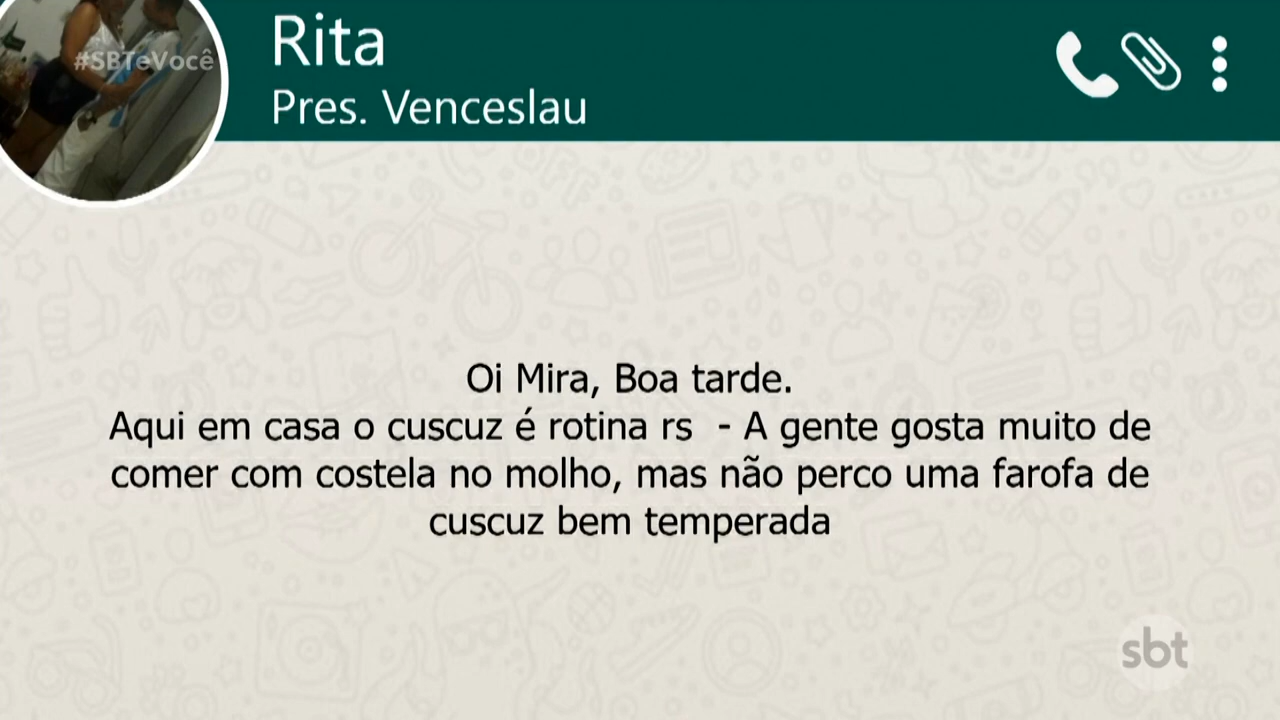 #SBTeVocê
Rita
Pres. Venceslau
Oi Mira, Boa tarde.
Aqui em casa o cuscuz é rotina rs  - A gente gosta muito de
comer com costela no molho, mas não perco uma farofa de
cuscuz bem temperada
sbt